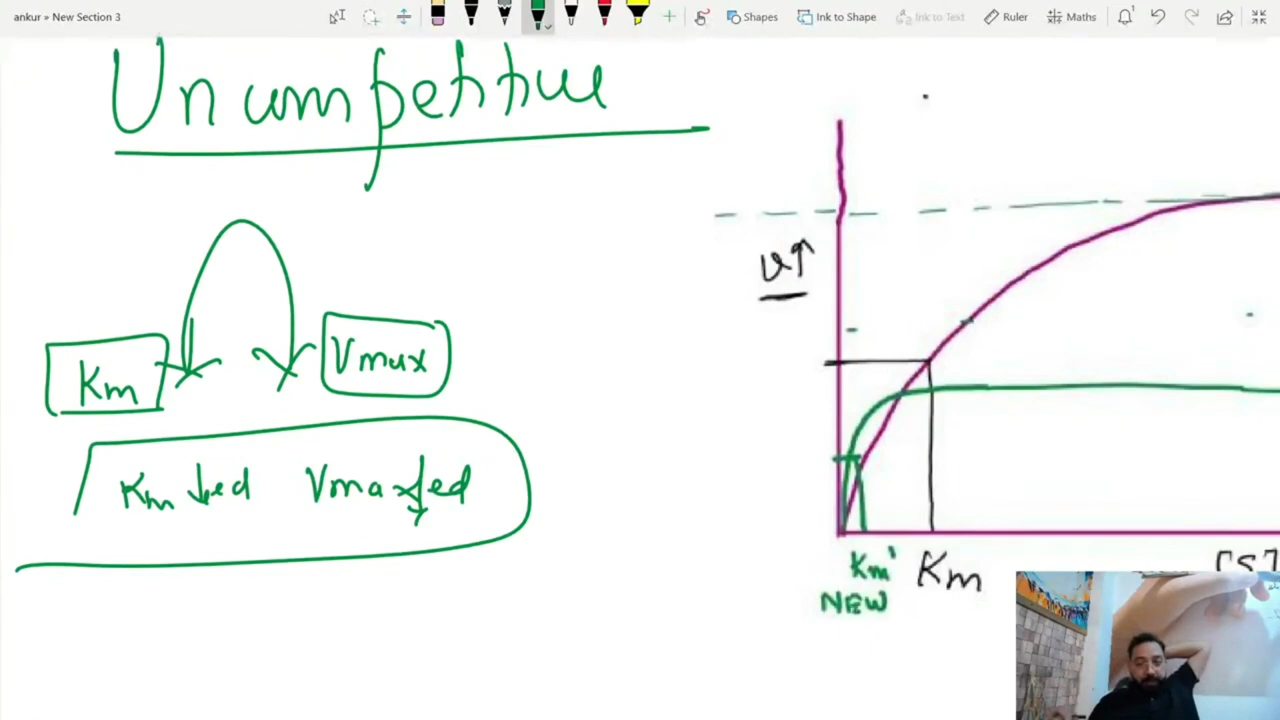 ankur » New Section 3
Shapes
Ink to Shape
Ink to Text
Ruler
Maths
Uncompetitive
v↑
Km
Vmax
Km ↓ed Vmax ↓ed
Km' Km [S]
NEW